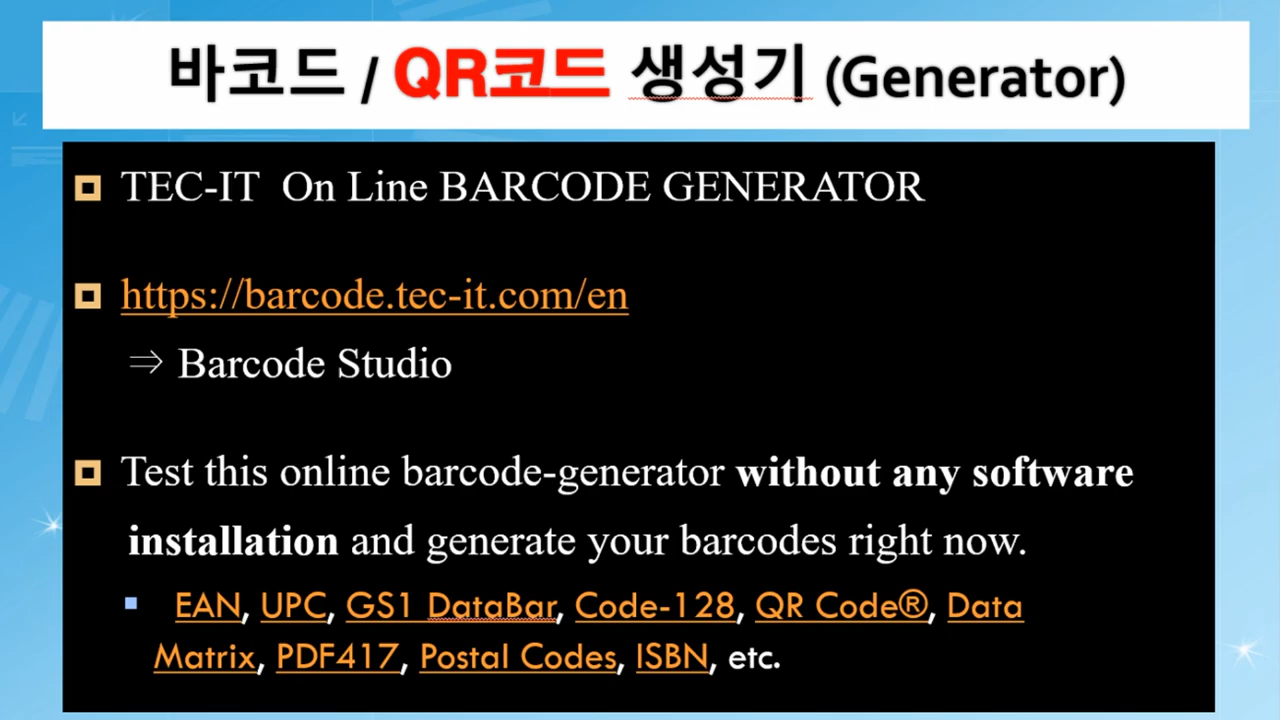 바코드 / QR코드 생성기 (Generator)
TEC-IT On Line BARCODE GENERATOR
https://barcode.tec-it.com/en
⇒ Barcode Studio
Test this online barcode-generator without any software
installation and generate your barcodes right now.
EAN, UPC, GS1 DataBar, Code-128, QR Code®, Data
Matrix, PDF417, Postal Codes, ISBN, etc.